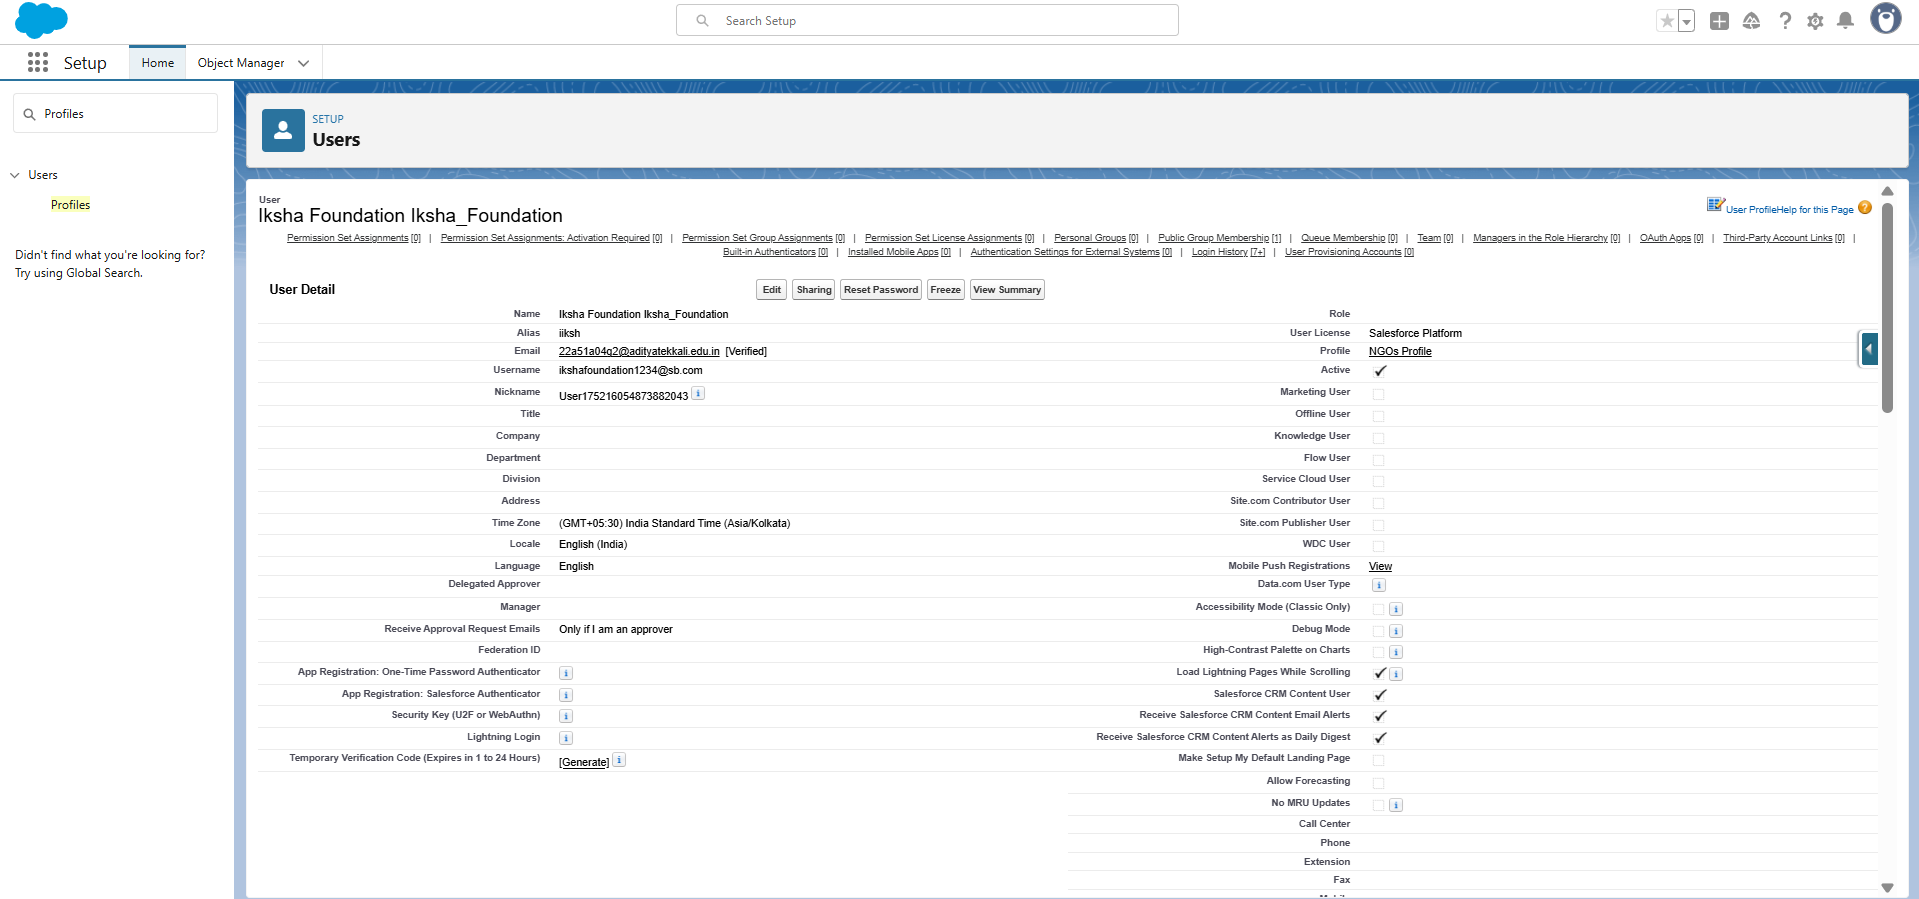 Search Setup
Setup
Home
Object Manager
Profiles
Users
Profiles
Didn't find what you're looking for?
Try using Global Search.
SETUP
Users
User
Iksha Foundation Iksha_Foundation
User Profile Help for this Page
Permission Set Assignments [0] | Permission Set Assignments: Activation Required [0] | Permission Set Group Assignments [0] | Permission Set License Assignments [0] | Personal Groups [0] | Public Group Membership [1] | Queue Membership [0] | Team [0] | Managers in the Role Hierarchy [0] | OAuth Apps [0] | Third-Party Account Links [0] |
Built-in Authenticators [0] | Installed Mobile Apps [0] | Authentication Settings for External Systems [0] | Login History [7+] | User Provisioning Accounts [0]
User Detail
Edit Sharing Reset Password Freeze View Summary
Name Iksha Foundation Iksha_Foundation Role
Alias iiksh User License Salesforce Platform
Email 22a51a04q2@adityatekkali.edu.in [Verified] Profile NGOs Profile
Username ikshafoundation1234@sb.com Active
Nickname User175216054873882043 Marketing User
Title Offline User
Company Knowledge User
Department Flow User
Division Service Cloud User
Address Site.com Contributor User
Time Zone (GMT+05:30) India Standard Time (Asia/Kolkata) Site.com Publisher User
Locale English (India) WDC User
Language English Mobile Push Registrations View
Delegated Approver Data.com User Type
Manager Accessibility Mode (Classic Only)
Receive Approval Request Emails Only if I am an approver Debug Mode
Federation ID High-Contrast Palette on Charts
App Registration: One-Time Password Authenticator Load Lightning Pages While Scrolling
App Registration: Salesforce Authenticator Salesforce CRM Content User
Security Key (U2F or WebAuthn) Receive Salesforce CRM Content Email Alerts
Lightning Login Receive Salesforce CRM Content Alerts as Daily Digest
Temporary Verification Code (Expires in 1 to 24 Hours) [Generate] Make Setup My Default Landing Page
Allow Forecasting
No MRU Updates
Call Center
Phone
Extension
Fax